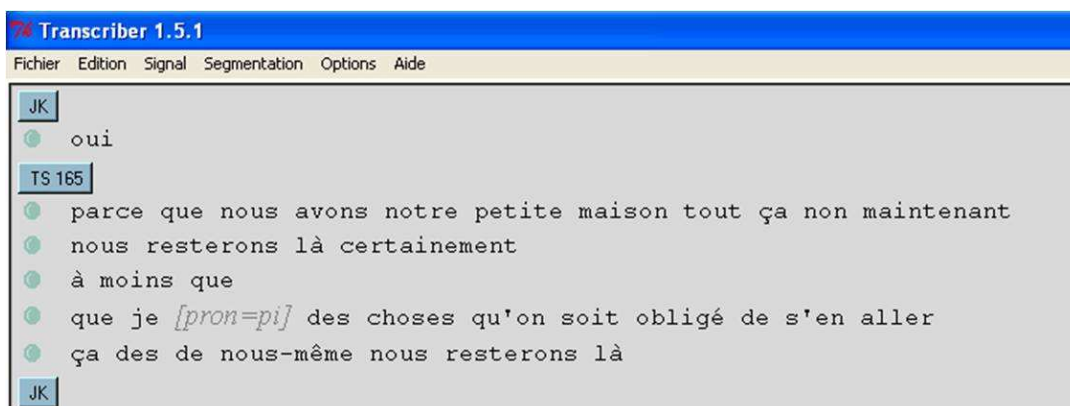 Transcriber 1.5.1
Fichier Edition Signal Segmentation Options Aide
JK
oui
TS 165
parce que nous avons notre petite maison tout ça non maintenant
nous resterons là certainement
à moins que
que je [pron=pi] des choses qu'on soit obligé de s'en aller
ça des de nous-même nous resterons là
JK